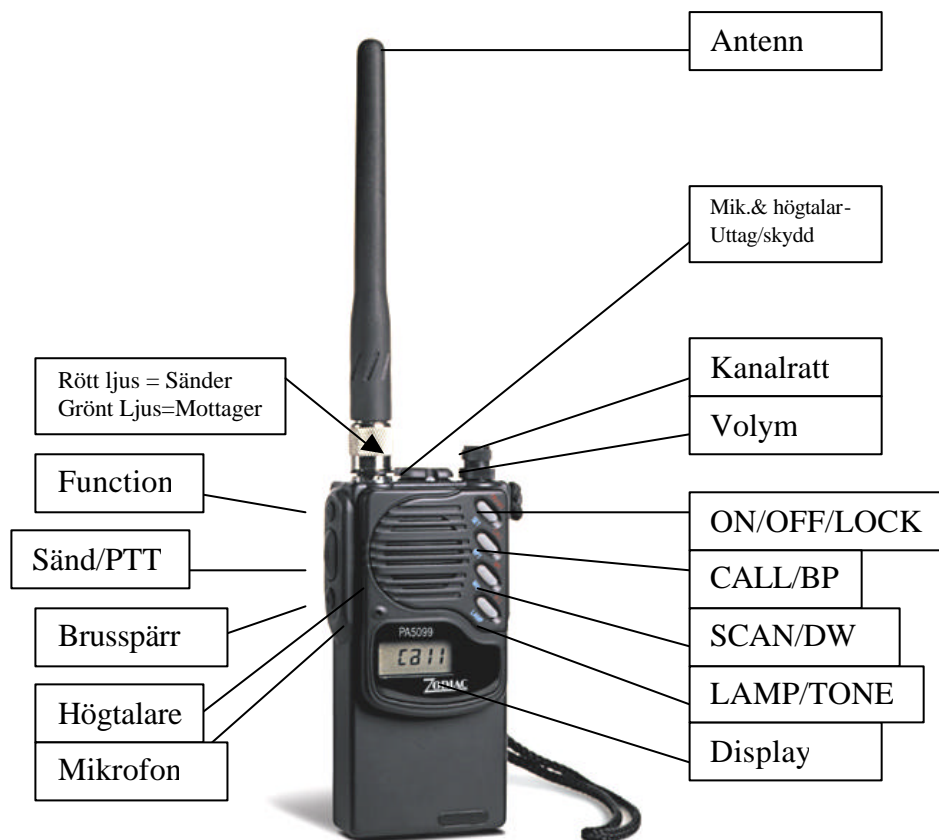 Antenn
Mik.& högtalar-
Uttag/skydd
Rött ljus = Sänder
Grönt Ljus=Mottager
Kanalratt
Volym
Function
ON/OFF/LOCK
Sänd/PTT
CALL/BP
Brusspärr
SCAN/DW
PA5099
Call
ZODIAC
LAMP/TONE
Högtalare
Display
Mikrofon